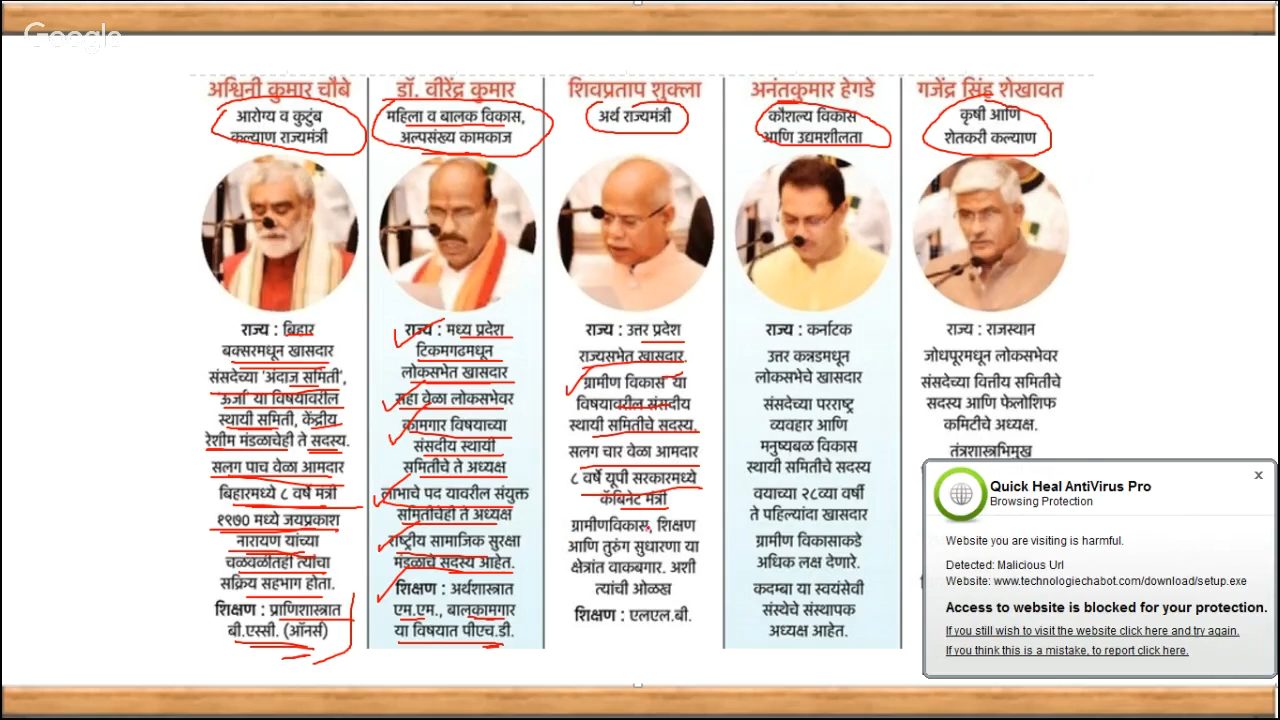 Google
अश्विनी कुमार चौबे
आरोग्य व कुटुंब
कल्याण राज्यमंत्री
राज्य : बिहार
बक्सरमधून खासदार
संसदेच्या 'अंदाज समिती',
'ऊर्जा' या विषयावरील
स्थायी समिती, केंद्रीय
रेशीम मंडळाचेही ते सदस्य.
सलग पाच वेळा आमदार
बिहारमध्ये ८ वर्षे मंत्री
१९७० मध्ये जयप्रकाश
नारायण यांच्या
चळवळीतही त्यांचा
सक्रिय सहभाग होता.
शिक्षण : प्राणिशास्त्रात
बी.एस्सी. (ऑनर्स)
डॉ. वीरेंद्र कुमार
महिला व बालक विकास,
अल्पसंख्य कामकाज
राज्य : मध्य प्रदेश
टिकमगढमधून
लोकसभेत खासदार
सहा वेळा लोकसभेवर
कामगार विषयाच्या
संसदीय स्थायी
समितीचे ते अध्यक्ष
लाभाचे पद यावरील संयुक्त
समितीचेही ते अध्यक्ष
राष्ट्रीय सामाजिक सुरक्षा
मंडळाचे सदस्य आहेत.
शिक्षण : अर्थशास्त्रात
एम.एम., बालकामगार
या विषयात पीएच.डी.
शिवप्रताप शुक्ला
अर्थ राज्यमंत्री
राज्य : उत्तर प्रदेश
राज्यसभेत खासदार.
'ग्रामीण विकास' या
विषयावरील संसदीय
स्थायी समितीचे सदस्य.
सलग चार वेळा आमदार
८ वर्षे यूपी सरकारमध्ये
कॅबिनेट मंत्री
ग्रामीणविकास, शिक्षण
आणि तुरुंग सुधारणा या
क्षेत्रांत वाकबगार. अशी
त्यांची ओळख
शिक्षण : एलएल.बी.
अनंतकुमार हेगडे
कौशल्य विकास
आणि उद्यमशीलता
राज्य : कर्नाटक
उत्तर कन्नडमधून
लोकसभेचे खासदार
संसदेच्या परराष्ट्र
व्यवहार आणि
मनुष्यबळ विकास
स्थायी समितीचे सदस्य
वयाच्या २८व्या वर्षी
ते पहिल्यांदा खासदार
ग्रामीण विकासाकडे
अधिक लक्ष देणारे.
कदम्बा या स्वयंसेवी
संस्थेचे संस्थापक
अध्यक्ष आहेत.
गजेंद्र सिंह शेखावत
कृषी आणि
शेतकरी कल्याण
राज्य : राजस्थान
जोधपूरमधून लोकसभेवर
संसदेच्या वित्तीय समितीचे
सदस्य आणि फेलोशिफ
कमिटीचे अध्यक्ष.
तंत्रशास्त्रभिमुख
Quick Heal AntiVirus Pro
Browsing Protection
x
Website you are visiting is harmful.
Detected: Malicious Url
Website: www.technologiechabot.com/download/setup.exe
Access to website is blocked for your protection.
If you still wish to visit the website click here and try again.
If you think this is a mistake, to report click here.